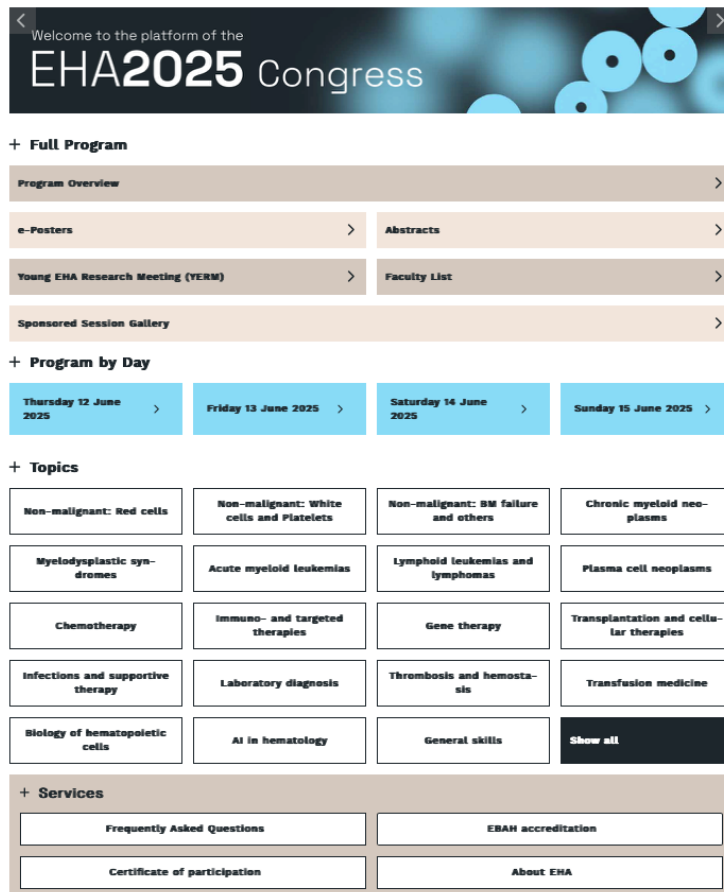 Welcome to the platform of the
EHA2025 Congress
+ Full Program
Program Overview
e-Posters
Abstracts
Young EHA Research Meeting (YERM)
Faculty List
Sponsored Session Gallery
+ Program by Day
Thursday 12 June
2025
Friday 13 June 2025
Saturday 14 June
2025
Sunday 15 June 2025
+ Topics
Non-malignant: Red cells
Non-malignant: White
cells and Platelets
Non-malignant: BM failure
and others
Chronic myeloid neo-
plasms
Myelodysplastic syn-
dromes
Acute myeloid leukemias
Lymphoid leukemias and
lymphomas
Plasma cell neoplasms
Chemotherapy
Immuno- and targeted
therapies
Gene therapy
Transplantation and cellu-
lar therapies
Infections and supportive
therapy
Laboratory diagnosis
Thrombosis and hemosta-
sis
Transfusion medicine
Biology of hematopoietic
cells
AI in hematology
General skills
Show all
+ Services
Frequently Asked Questions
EBAH accreditation
Certificate of participation
About EHA